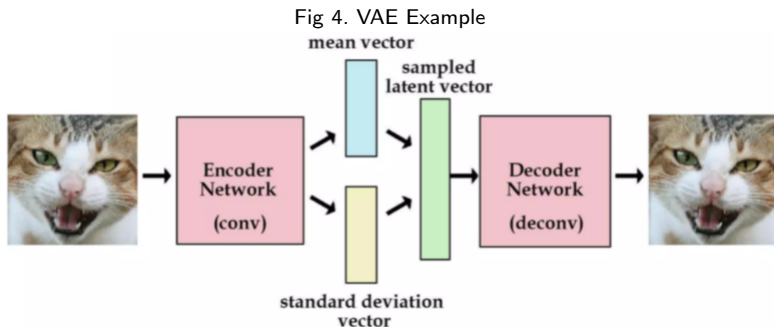 Fig 4. VAE Example
mean vector
sampled
latent vector
Encoder
Network
(conv)
Decoder
Network
(deconv)
standard deviation
vector